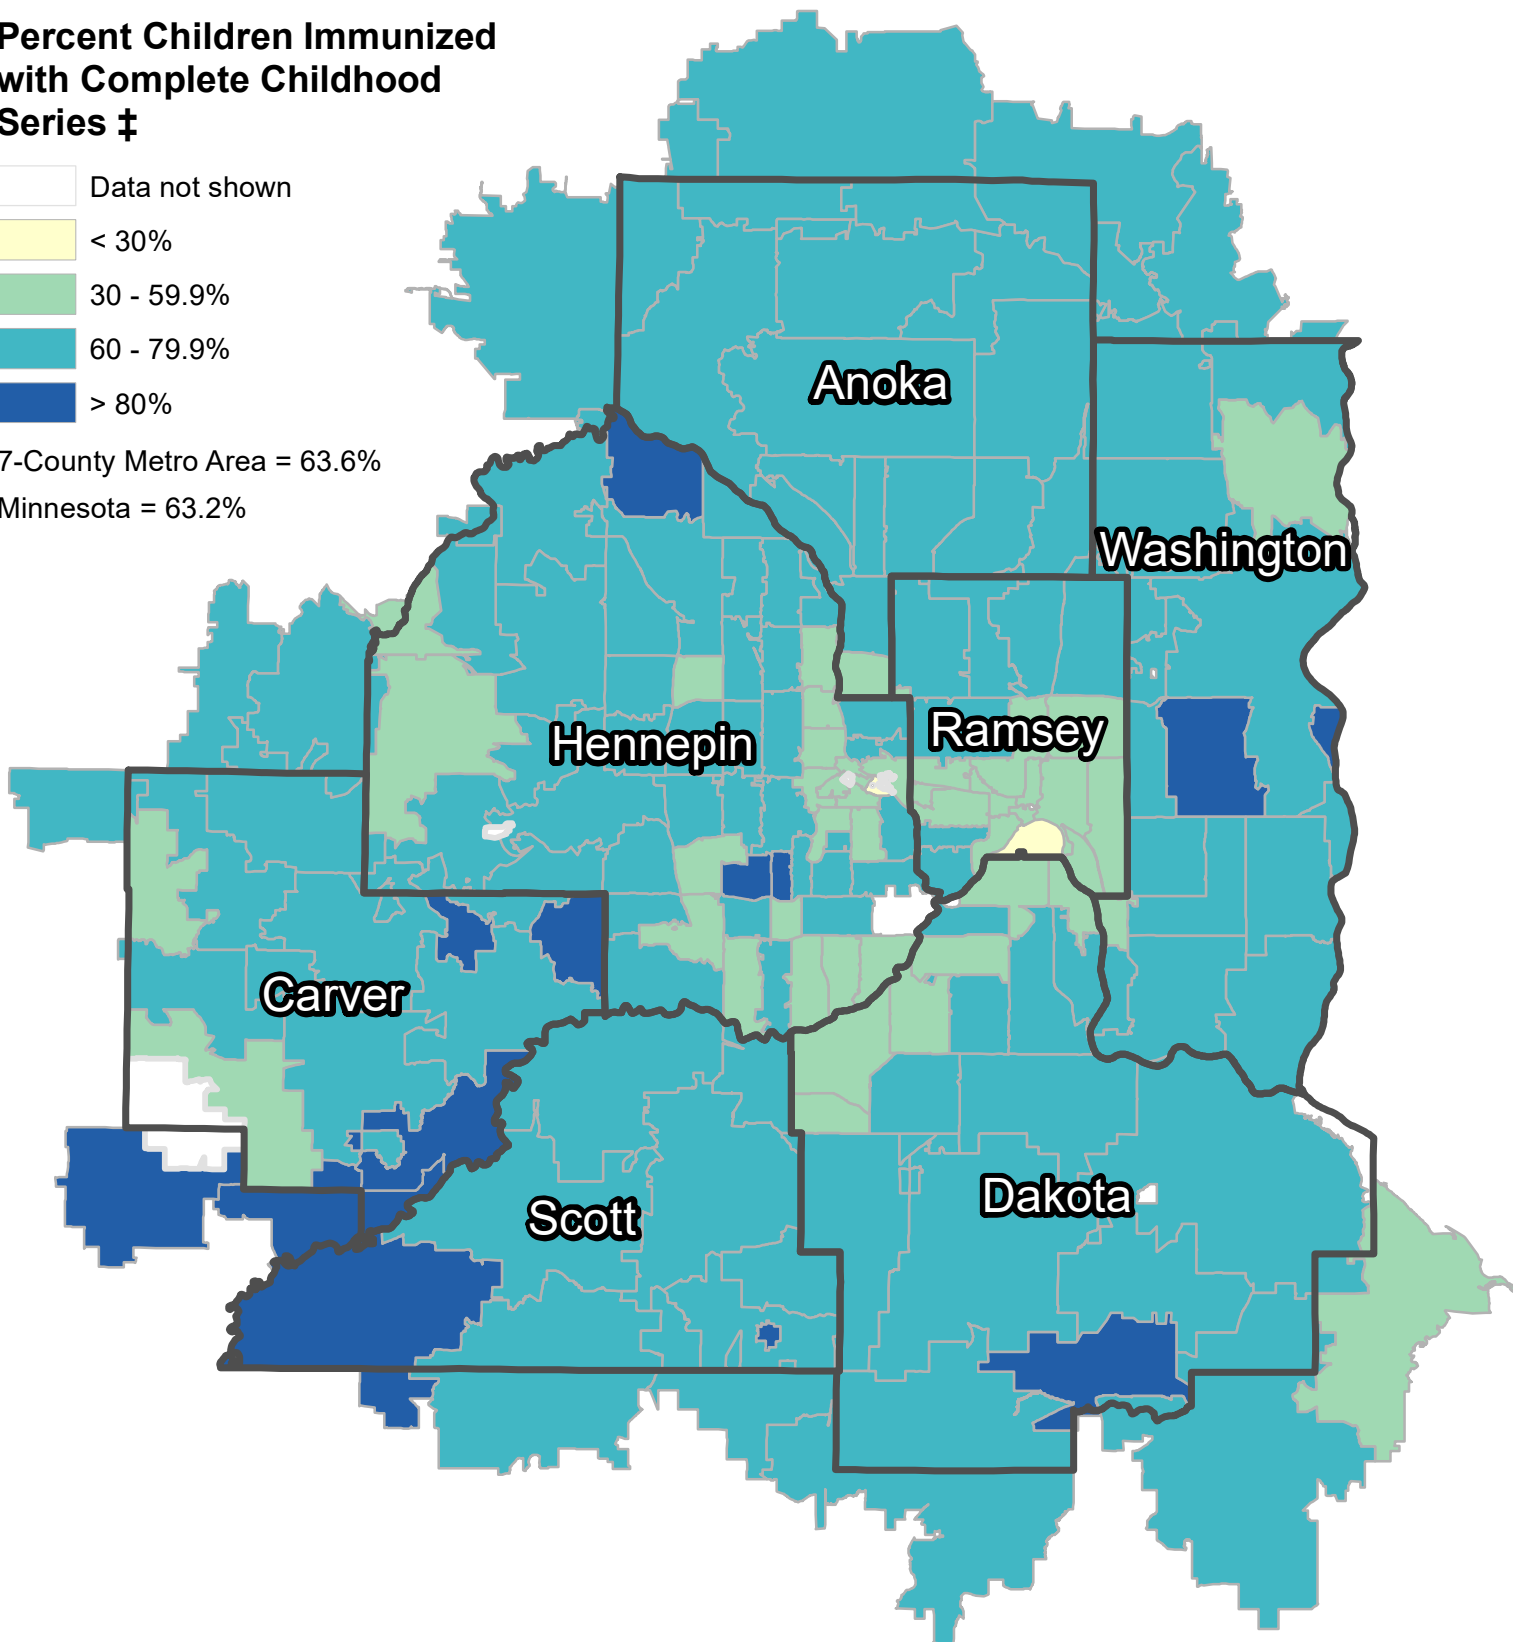 Percent Children Immunized
with Complete Childhood
Series ‡
Data not shown
< 30%
30 - 59.9%
60 - 79.9%
> 80%
7-County Metro Area = 63.6%
Minnesota = 63.2%
Anoka
Washington
Hennepin
Ramsey
Carver
Scott
Dakota